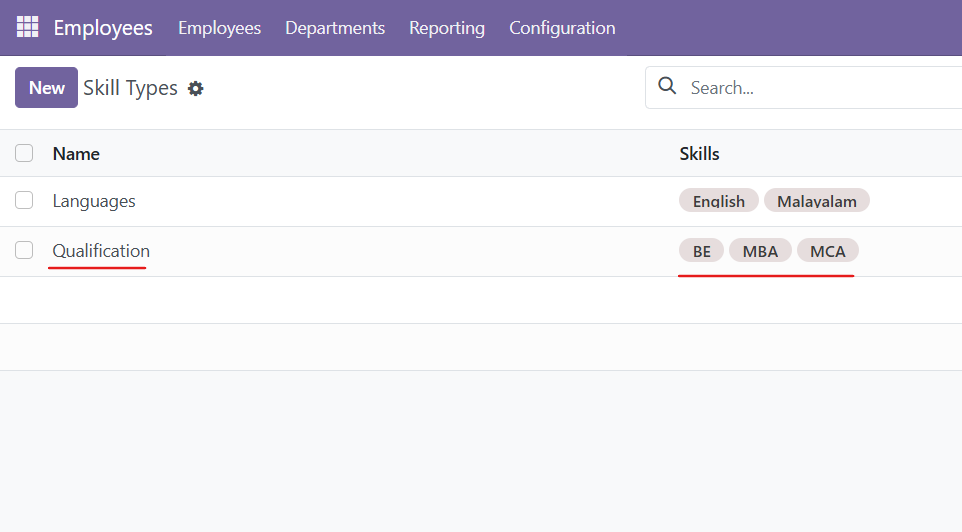 Employees Employees Departments Reporting Configuration
New Skill Types Search...
Name Skills
Languages English Malayalam
Qualification BE MBA MCA